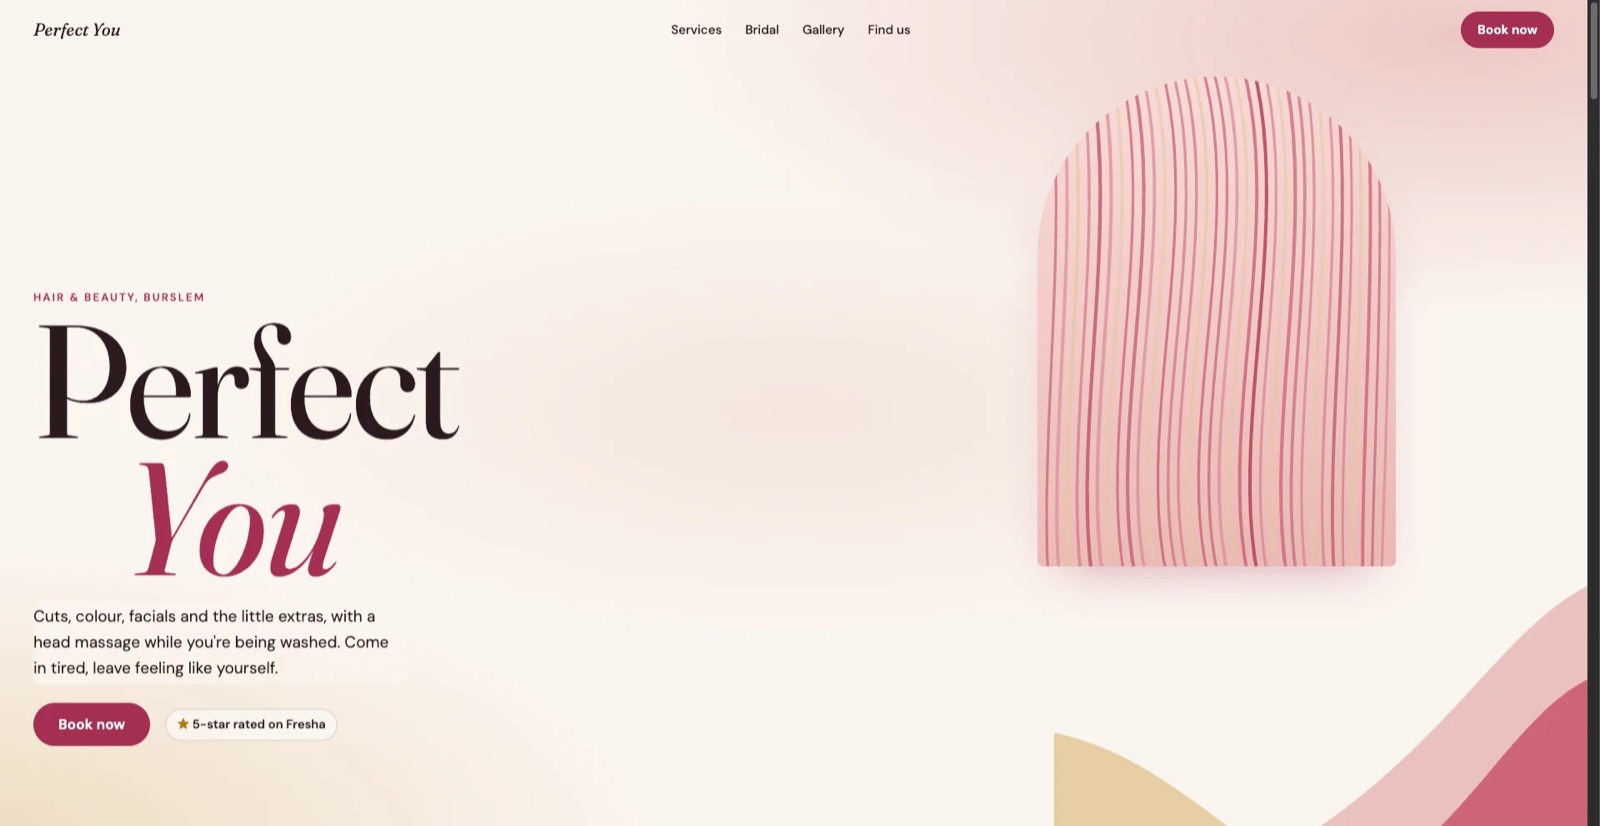 Perfect You
Services
Bridal
Gallery
Find us
Book now
HAIR & BEAUTY, BURSLEM
Perfect
You
Cuts, colour, facials and the little extras, with a
head massage while you're being washed. Come
in tired, leave feeling like yourself.
Book now
5-star rated on Fresha